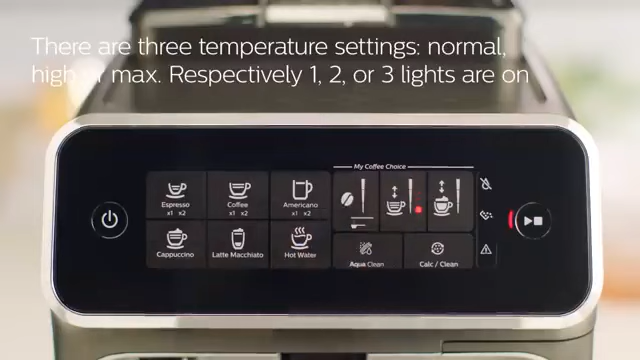 There are three temperature settings: normal,
high or max. Respectively 1, 2, or 3 lights are on
My Coffee Choice
Espresso
x1 x2
Coffee
x1 x2
Americano
x1 x2
Cappuccino
Latte Macchiato
Hot Water
Aqua Clean
Calc / Clean